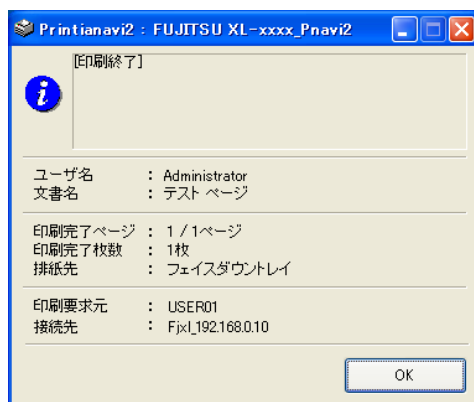 Printianavi2 : FUJITSU XL-xxxx_Pnavi2
[印刷終了]
ユーザ名 : Administrator
文書名 : テスト ページ
印刷完了ページ : 1 / 1ページ
印刷完了枚数 : 1枚
排紙先 : フェイスダウントレイ
印刷要求元 : USER01
接続先 : Fjxl_192.168.0.10
OK